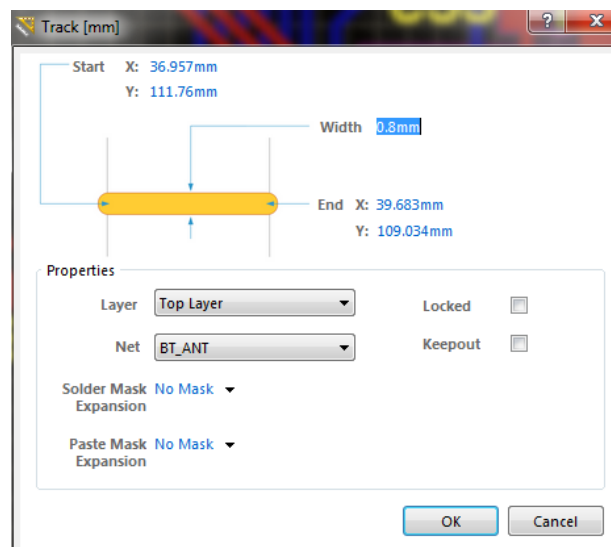 Track [mm]
Start X: 36.957mm
Y: 111.76mm
Width 0.8mm
End X: 39.683mm
Y: 109.034mm
Properties
Layer Top Layer Locked
Net BT_ANT Keepout
Solder Mask No Mask
Expansion
Paste Mask No Mask
Expansion
OK Cancel